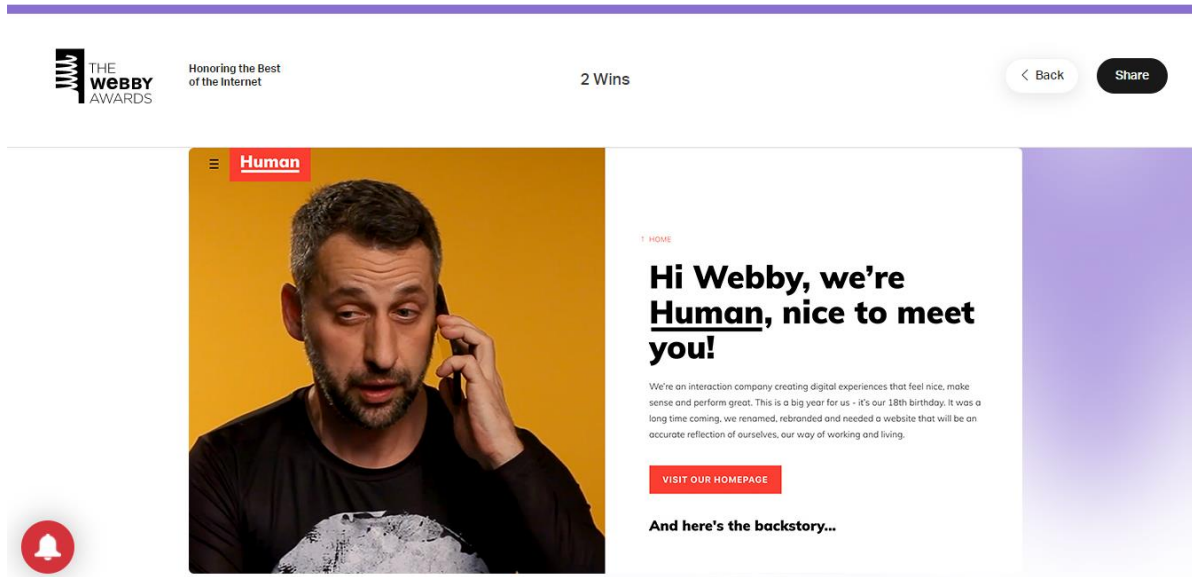 THE
WEBBY
AWARDS
Honoring the Best
of the Internet
2 Wins
< Back
Share
Human
↑ HOME
Hi Webby, we're
Human, nice to meet
you!
We're an interaction company creating digital experiences that feel nice, make
sense and perform great. This is a big year for us - it's our 18th birthday. It was a
long time coming, we renamed, rebranded and needed a website that will be an
accurate reflection of ourselves, our way of working and living.
VISIT OUR HOMEPAGE
And here's the backstory...